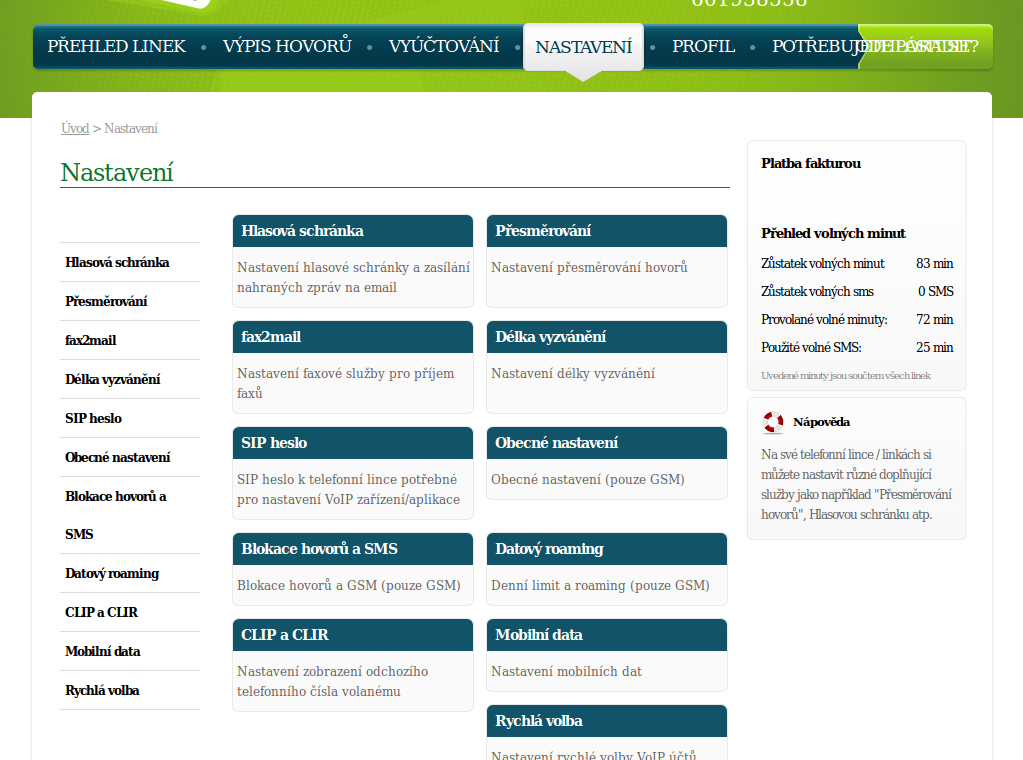 PŘEHLED LINEK
VÝPIS HOVORŮ
VYÚČTOVÁNÍ
NASTAVENÍ
PROFIL
Úvod > Nastavení
Nastavení
Hlasová schránka
Přesměrování
fax2mail
Délka vyzvánění
SIP heslo
Obecné nastavení
Blokace hovorů a
SMS
Datový roaming
CLIP a CLIR
Mobilní data
Rychlá volba
Hlasová schránka
Nastavení hlasové schránky a zasílání
nahraných zpráv na email
Přesměrování
Nastavení přesměrování hovorů
fax2mail
Nastavení faxové služby pro příjem
faxů
Délka vyzvánění
Nastavení délky vyzvánění
SIP heslo
SIP heslo k telefonní lince potřebné
pro nastavení VoIP zařízení/aplikace
Obecné nastavení
Obecné nastavení (pouze GSM)
Blokace hovorů a SMS
Blokace hovorů a GSM (pouze GSM)
Datový roaming
Denní limit a roaming (pouze GSM)
CLIP a CLIR
Nastavení zobrazení odchozího
telefonního čísla volanému
Mobilní data
Nastavení mobilních dat
Rychlá volba
Nastavení rychlé volby VoIP účtů
Platba fakturou
Přehled volných minut
Zůstatek volných minut 83 min
Zůstatek volných sms 0 SMS
Provolané volné minuty: 72 min
Použité volné SMS: 25 min
Uvedené minuty jsou součtem všech linek
Nápověda
Na své telefonní lince / linkách si
můžete nastavit různé doplňující
služby jako například "Přesměrování
hovorů", Hlasovou schránku atp.